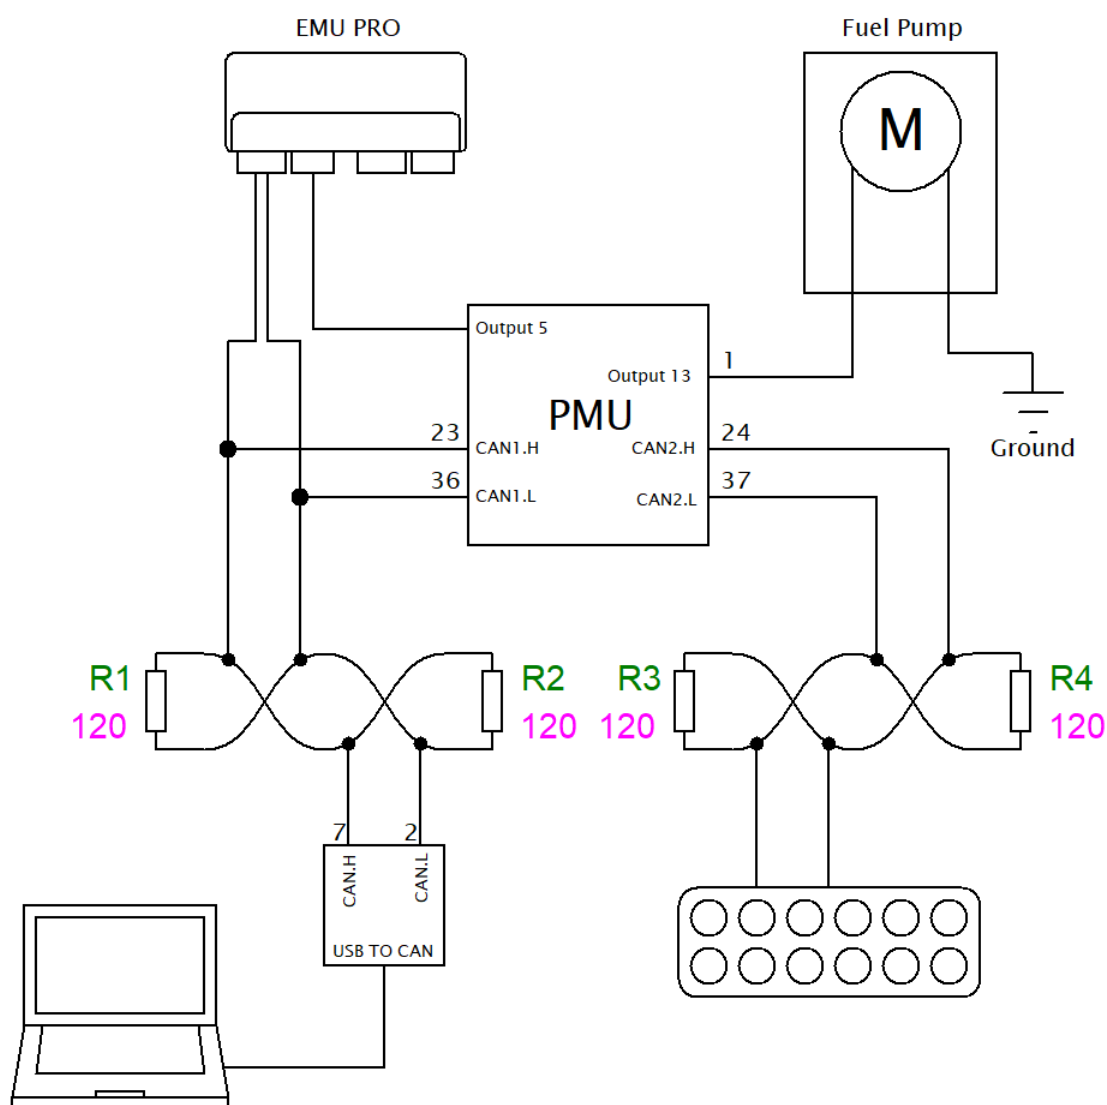 EMU PRO
Fuel Pump
M
Output 5
Output 13
1
PMU
Ground
23
CAN1.H
CAN2.H
24
36
CAN1.L
CAN2.L
37
R1
120
R2
120
R3
120
R4
120
7
2
CAN.H
CAN.L
USB TO CAN